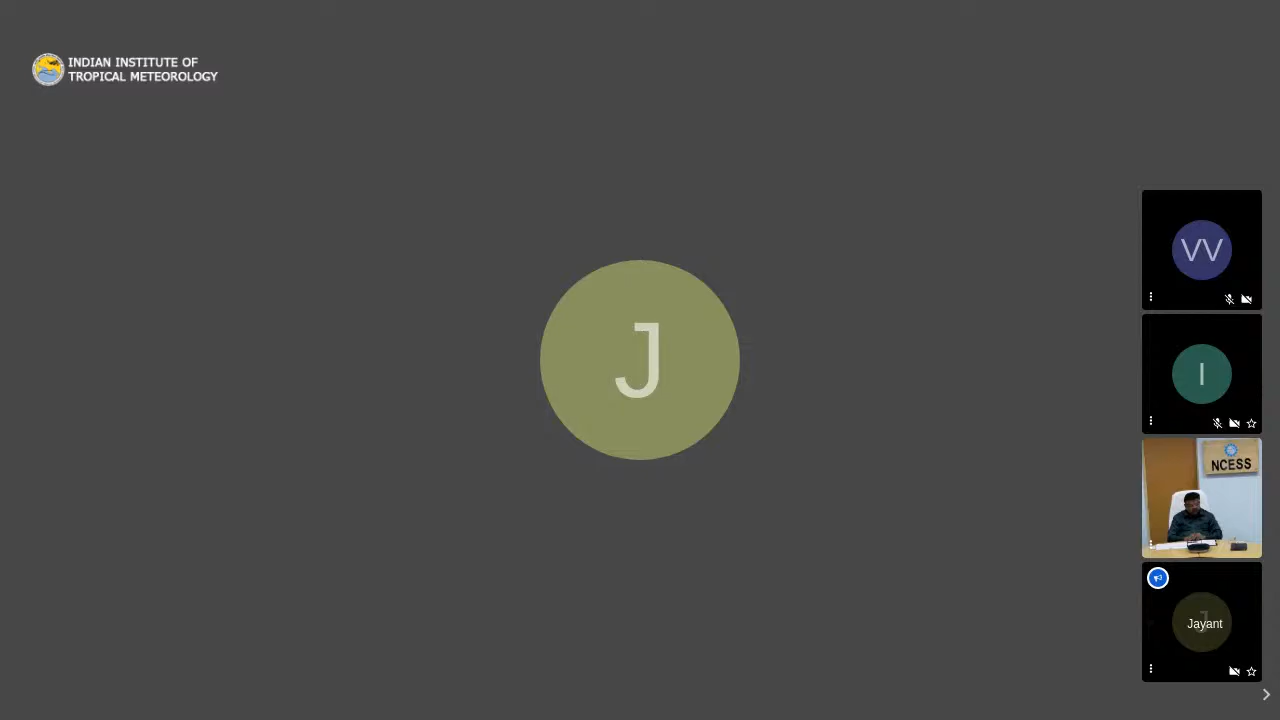 INDIAN INSTITUTE OF
TROPICAL METEOROLOGY
J
VV
I
NCESS
J
Jayant